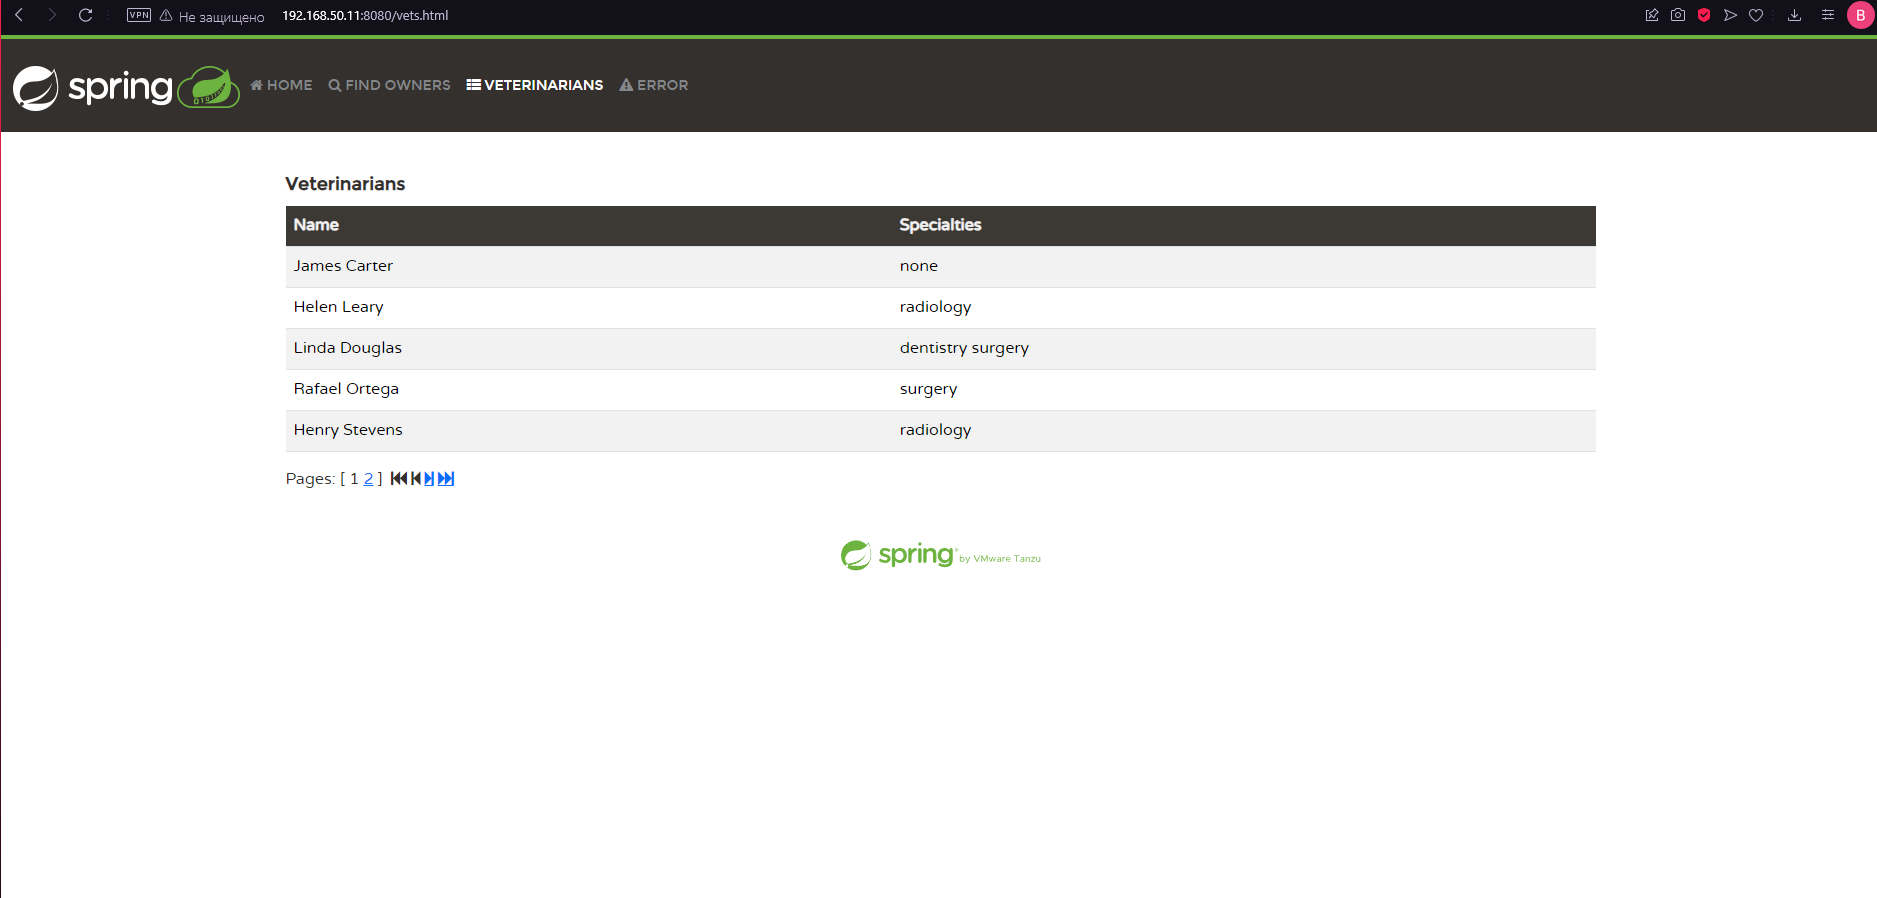 VPN Не защищено 192.168.50.11:8080/vets.html B
spring HOME FIND OWNERS VETERINARIANS ERROR
Veterinarians
Name Specialties
James Carter none
Helen Leary radiology
Linda Douglas dentistry surgery
Rafael Ortega surgery
Henry Stevens radiology
Pages: [ 1 2 ]
spring by VMware Tanzu